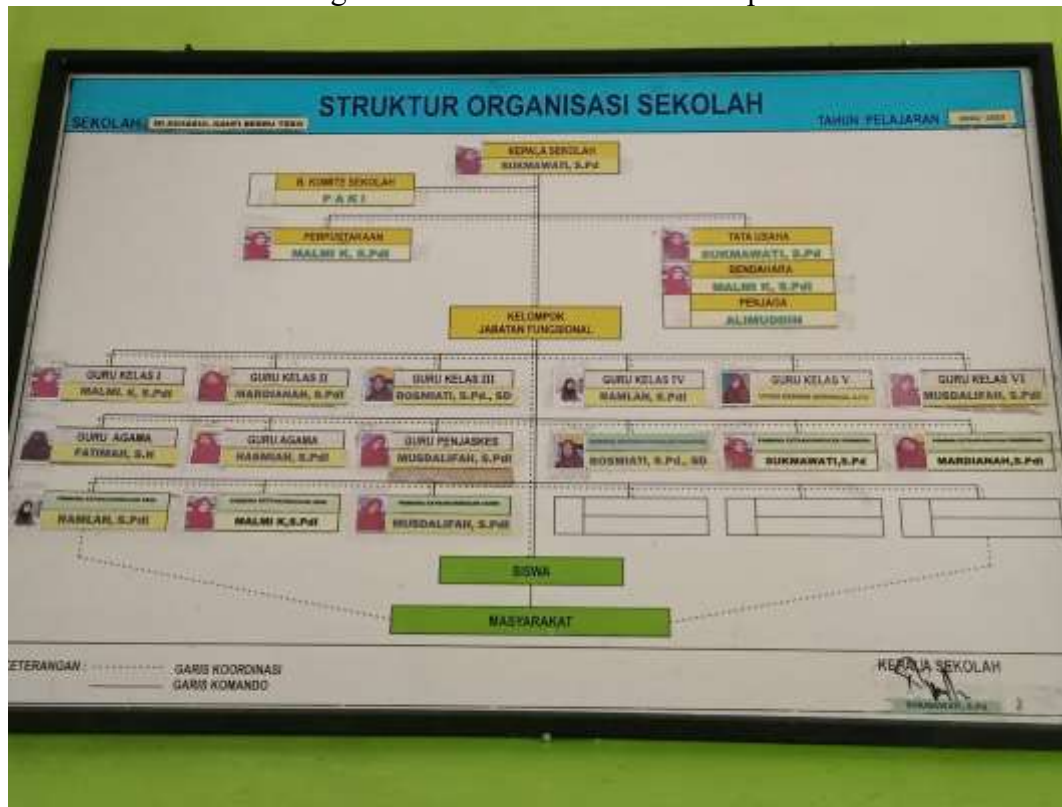 STRUKTUR ORGANISASI SEKOLAH
SEKOLAH
TAHUN PELAJARAN
KEPALA SEKOLAH
SUKMAWATI, S.Pd
B. KOMITE SEKOLAH
PAKI
PERPUSTAKAAN
MALMI K, S.PdI
TATA USAHA
SUKMAWATI, S.Pd
BENDAHARA
MALMI K, S.PdI
PENJAGA
ALIMUDDIN
KELOMPOK
JABATAN FUNGSIONAL
GURU KELAS I
MALMI. K, S.PdI
GURU KELAS II
MARDIANAH, S.PdI
GURU KELAS III
ROSMIATI, S.Pd., SD
GURU KELAS IV
RAMLAH, S.PdI
GURU KELAS V
GURU KELAS VI
MUSDALIFAH, S.PdI
GURU AGAMA
FATIMAH, S.H
GURU AGAMA
HASMIAH, S.PdI
GURU PENJASKES
MUSDALIFAH, S.PdI
ROSMIATI, S.Pd., SD
SUKMAWATI,S.Pd
MARDIANAH,S.PdI
RAMLAH, S.PdI
MALMI K,S.PdI
MUSDALIFAH, S.PdI
SISWA
MASYARAKAT
KETERANGAN :
GARIS KOORDINASI
GARIS KOMANDO
KEPALA SEKOLAH
SUKMAWATI, S.Pd